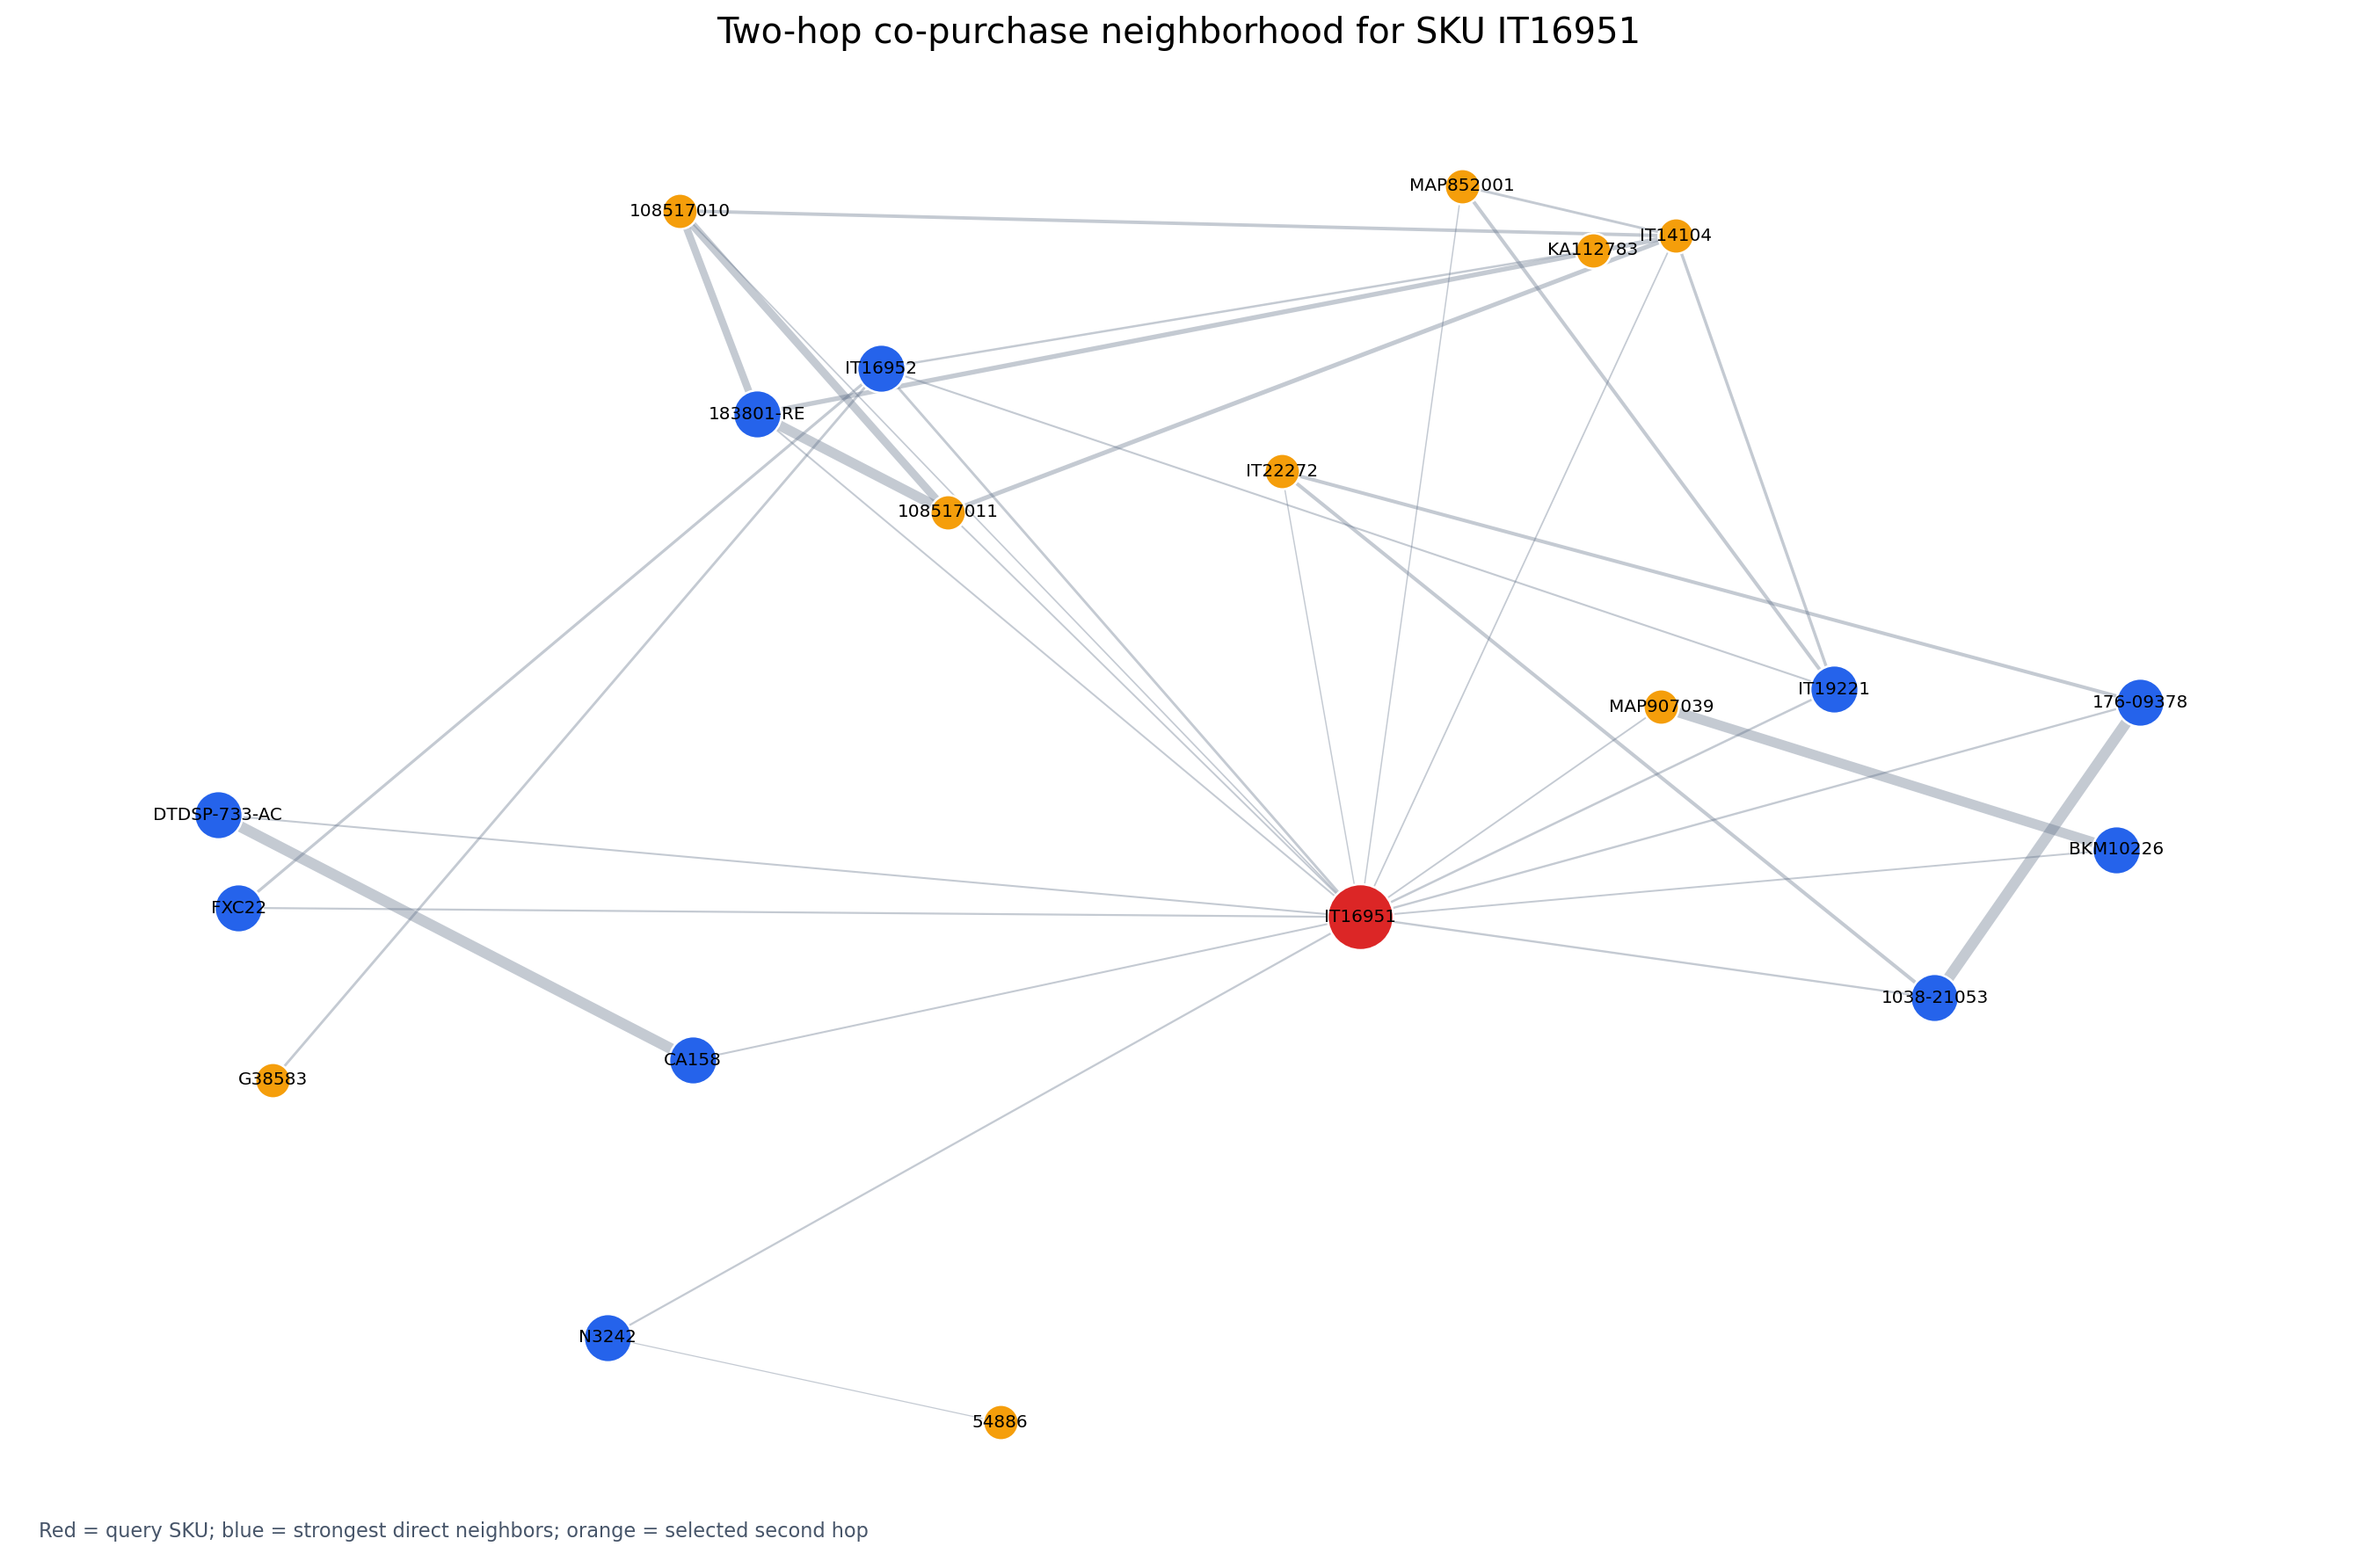 Two-hop co-purchase neighborhood for SKU IT16951
MAP852001
108517010
IT14104
KA112783
IT16952
183801-RE
IT22272
108517011
IT19221
176-09378
MAP907039
DTDSP-733-AC
BKM10226
FXC22
IT16951
1038-21053
CA158
G38583
N3242
54886
Red = query SKU; blue = strongest direct neighbors; orange = selected second hop